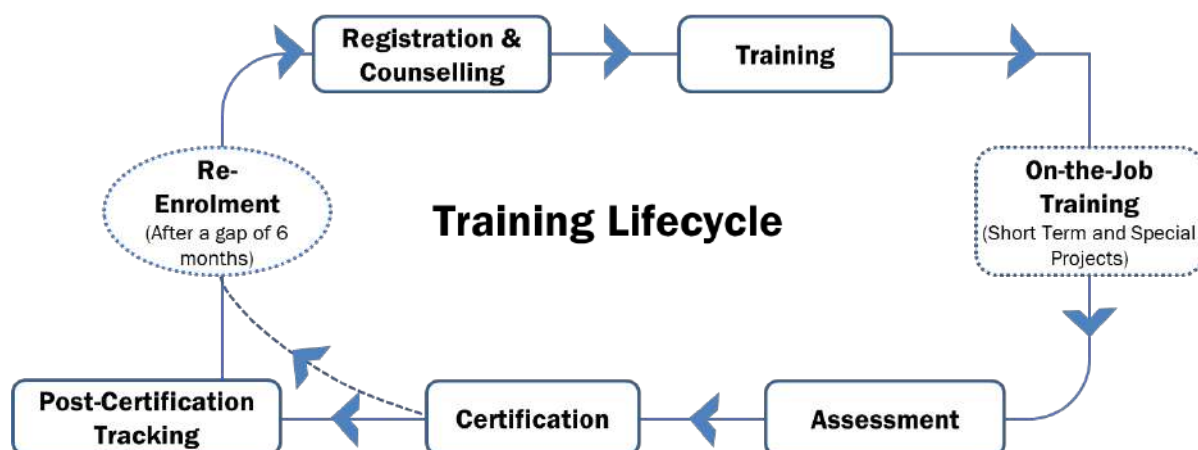 Registration &
Counselling
Training
Re-
Enrolment
(After a gap of 6
months)
Training Lifecycle
On-the-Job
Training
(Short Term and Special
Projects)
Post-Certification
Tracking
Certification
Assessment